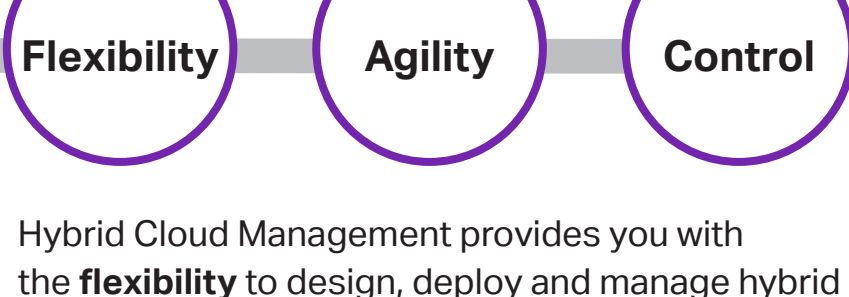 Flexibility Agility Control
Hybrid Cloud Management provides you with
the flexibility to design, deploy and manage hybrid